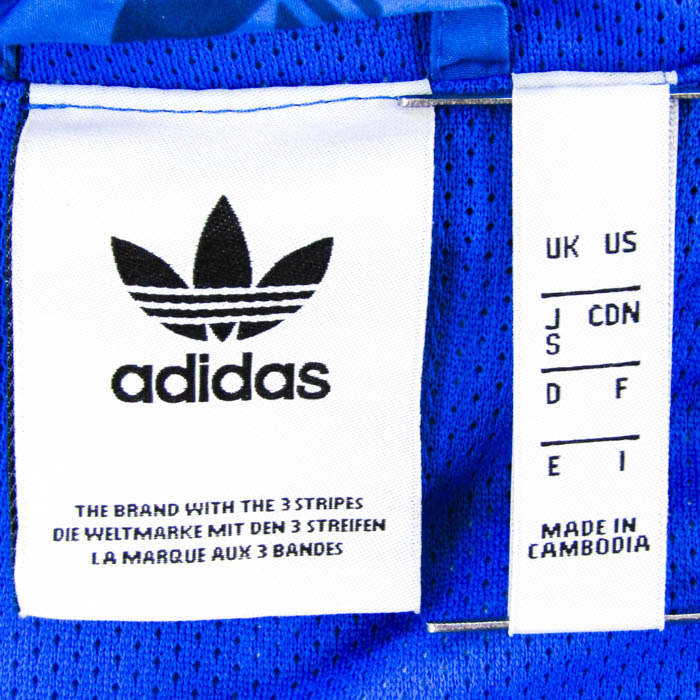 adidas
THE BRAND WITH THE 3 STRIPES
DIE WELTMARKE MIT DEN 3 STREIFEN
LA MARQUE AUX 3 BANDES
UK US
J CDN
S
D F
E I
MADE IN
CAMBODIA